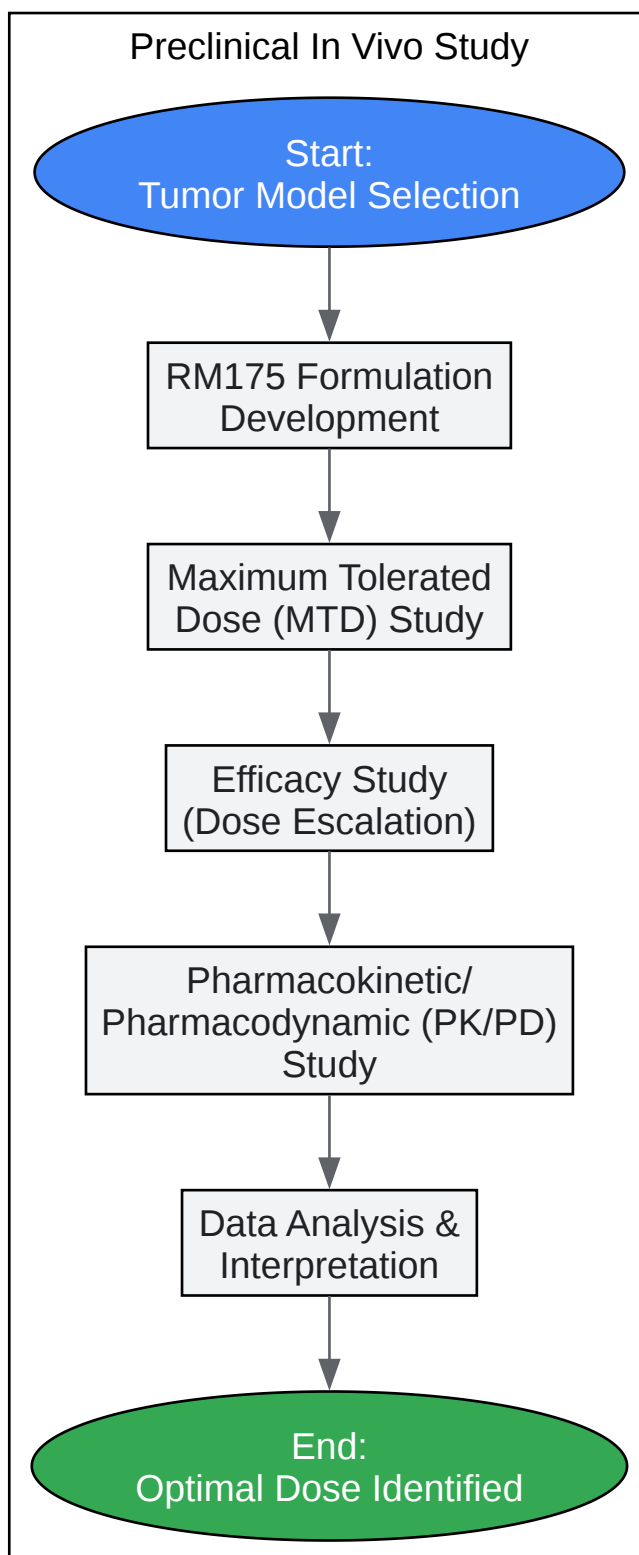 Preclinical In Vivo Study
Start:
Tumor Model Selection
RM175 Formulation
Development
Maximum Tolerated
Dose (MTD) Study
Efficacy Study
(Dose Escalation)
Pharmacokinetic/
Pharmacodynamic (PK/PD)
Study
Data Analysis &
Interpretation
End:
Optimal Dose Identified